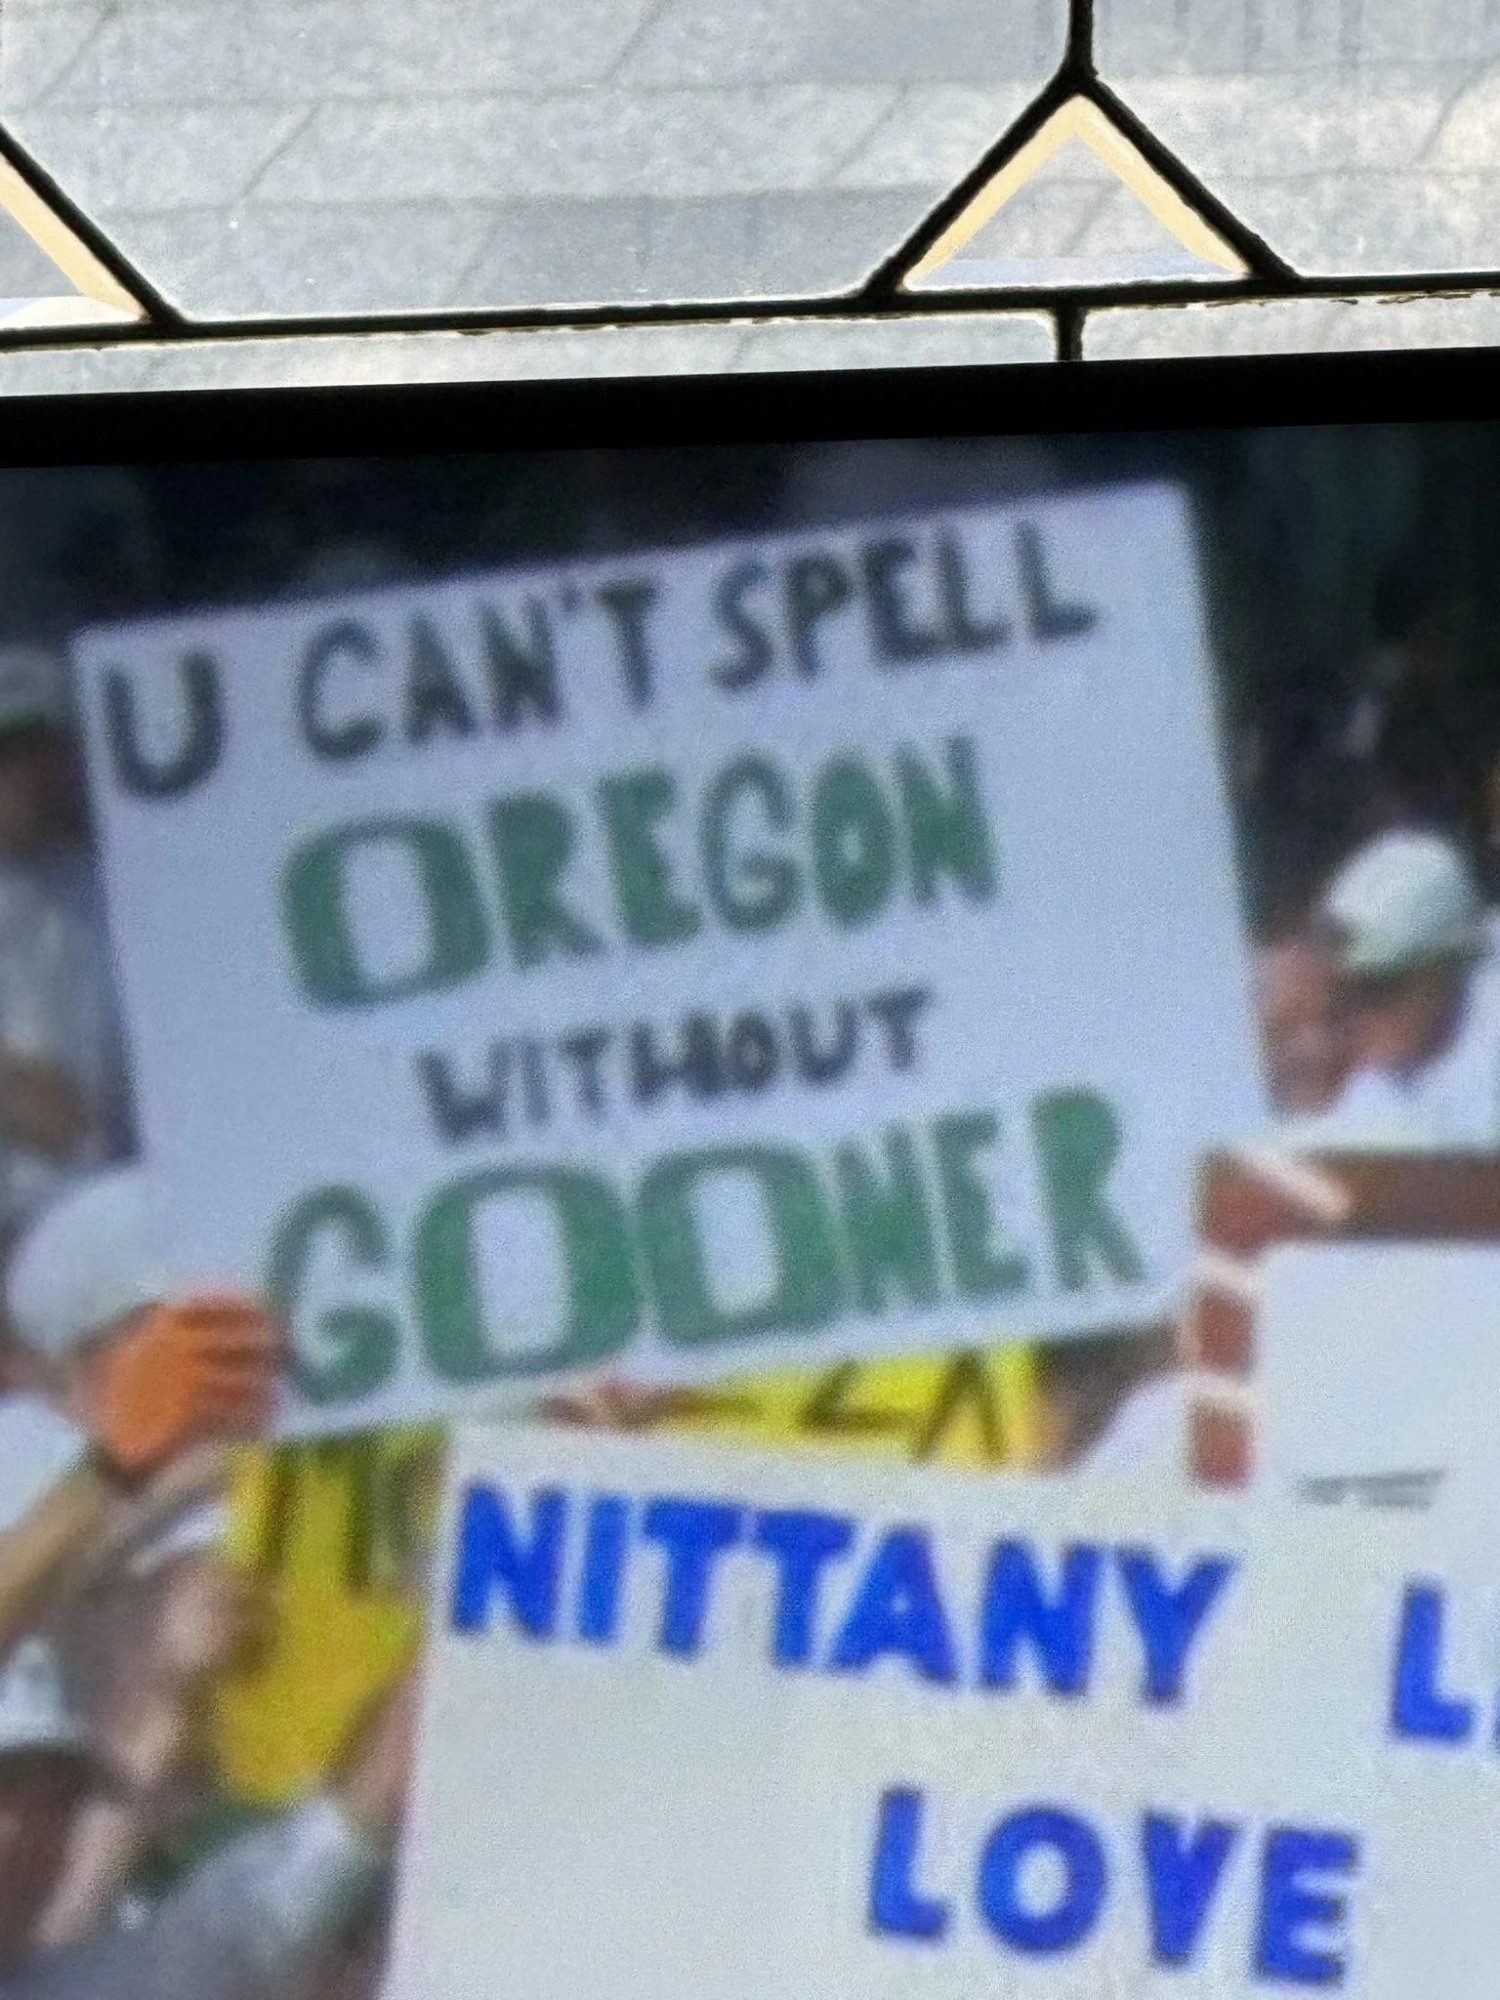 U CAN'T SPELL
OREGON
WITHOUT
GOONER
NITTANY
LOVE